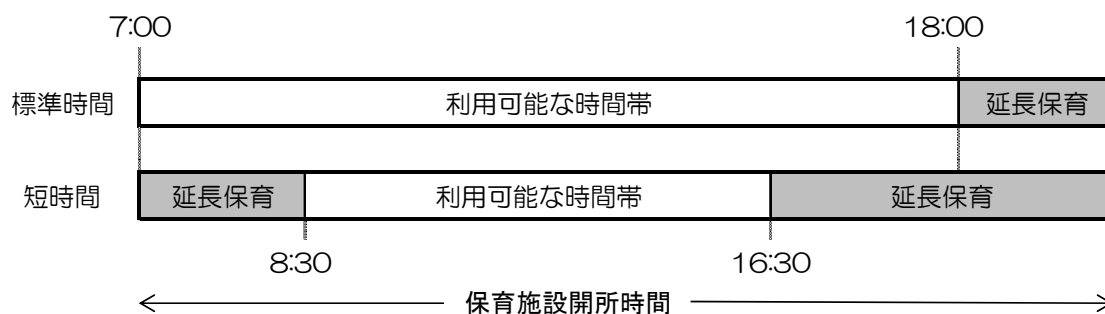 7:00 18:00
標準時間 利用可能な時間帯 延長保育
短時間 延長保育 利用可能な時間帯 延長保育
8:30 16:30
保育施設開所時間